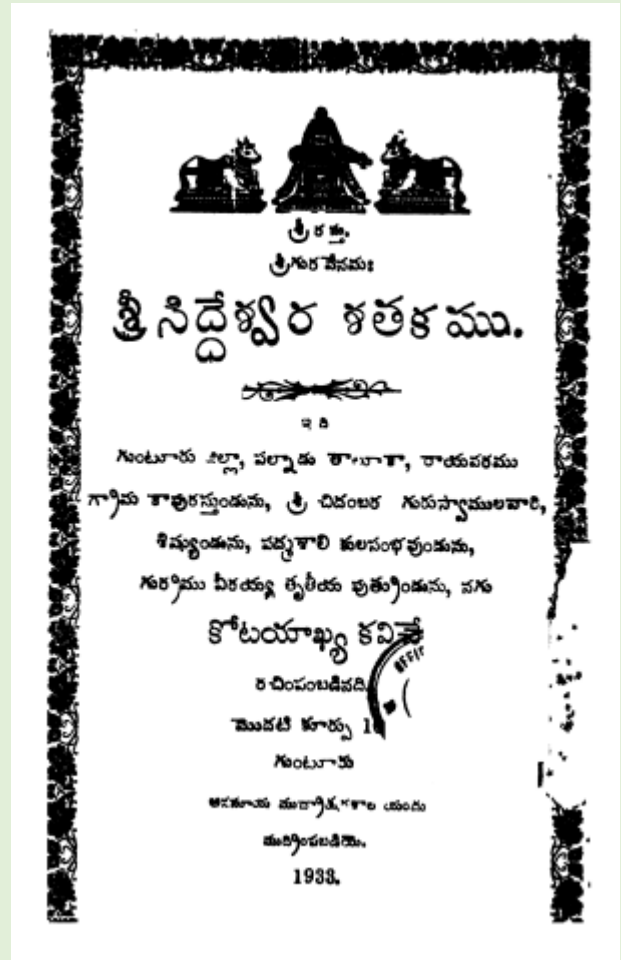 శ్రీ రస్తు.
శ్రీగురవేనమః
శ్రీ సిద్ధేశ్వర శతకము.
ఇది
గుంటూరు జిల్లా, పల్నాడు తాలూకా, రాయవరము
గ్రామ కాపురస్తుండును, శ్రీ చిదంబర గురుస్వాములవారి,
శిష్యుండును, పద్మశాలి కులసంభవుండును,
గుర్రాము వీరయ్య తృతీయ పుత్రుండును, నగు
కోటయాఖ్య కవిచే
రచింపంబడినది.
మొదటి కూర్పు
గుంటూరు
ముద్రాక్షరశాల యందు
ముద్రింపబడియె.
1933.